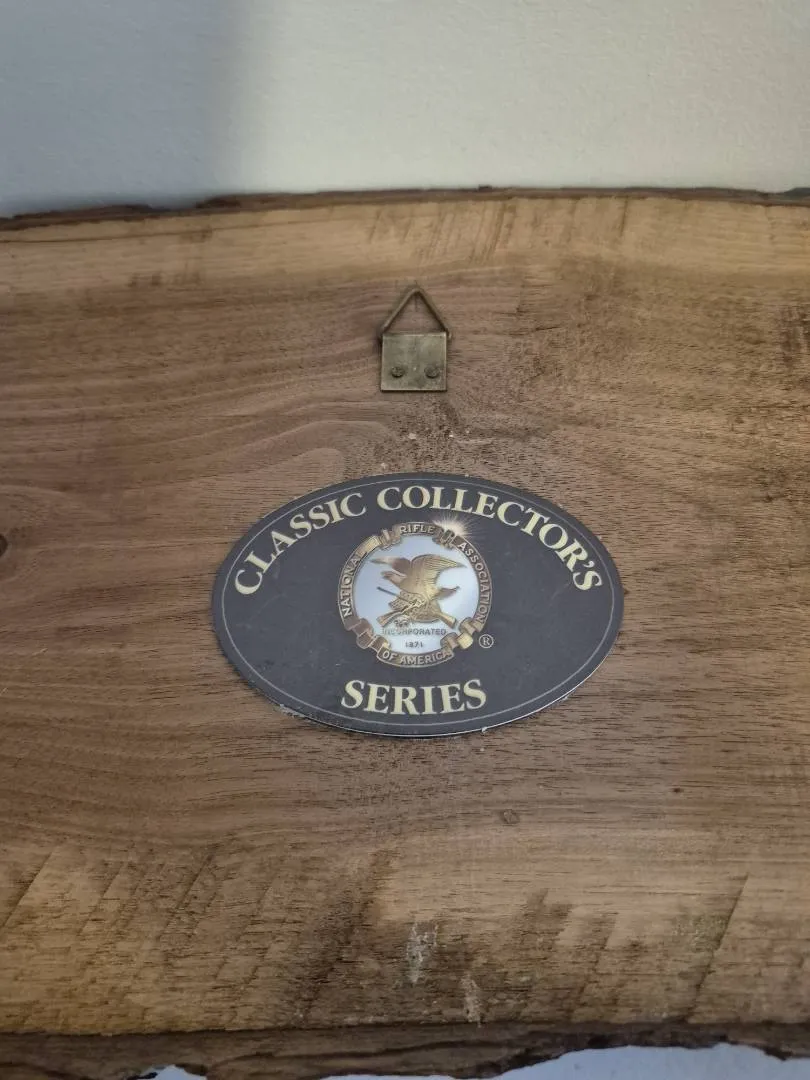 CLASSIC COLLECTOR'S
NATIONAL RIFLE ASSOCIATION
INCORPORATED
1871
OF AMERICA
®
SERIES